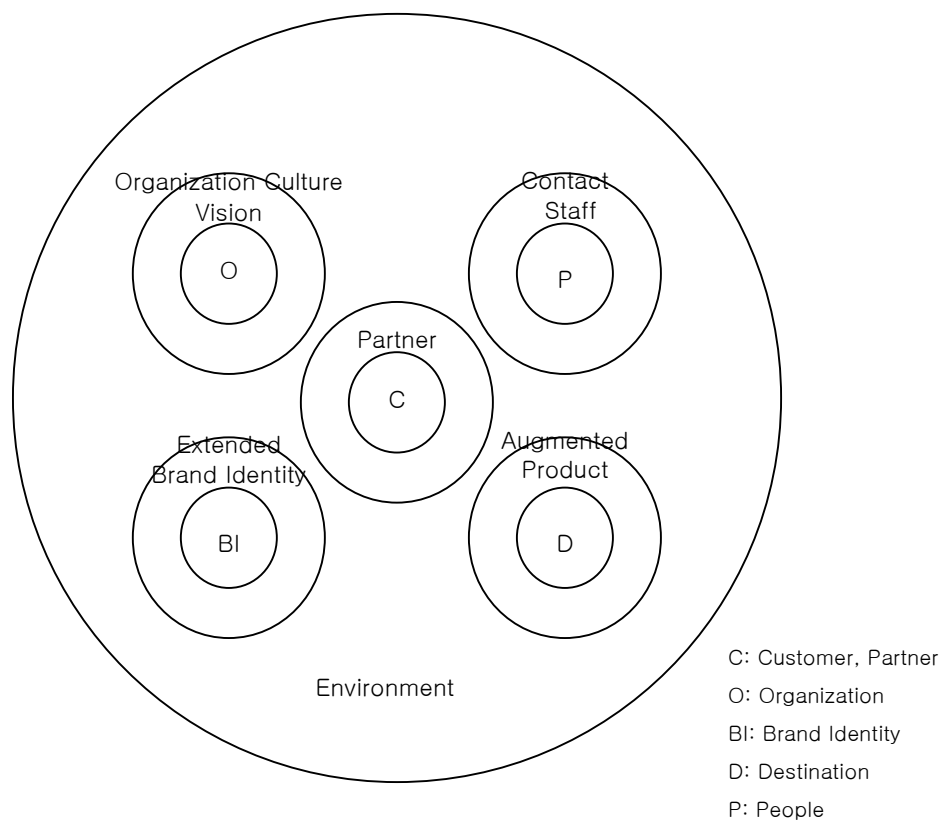 Organization Culture
Vision
O
Contact
Staff
P
Partner
C
Extended
Brand Identity
BI
Augmented
Product
D
Environment
C: Customer, Partner
O: Organization
BI: Brand Identity
D: Destination
P: People